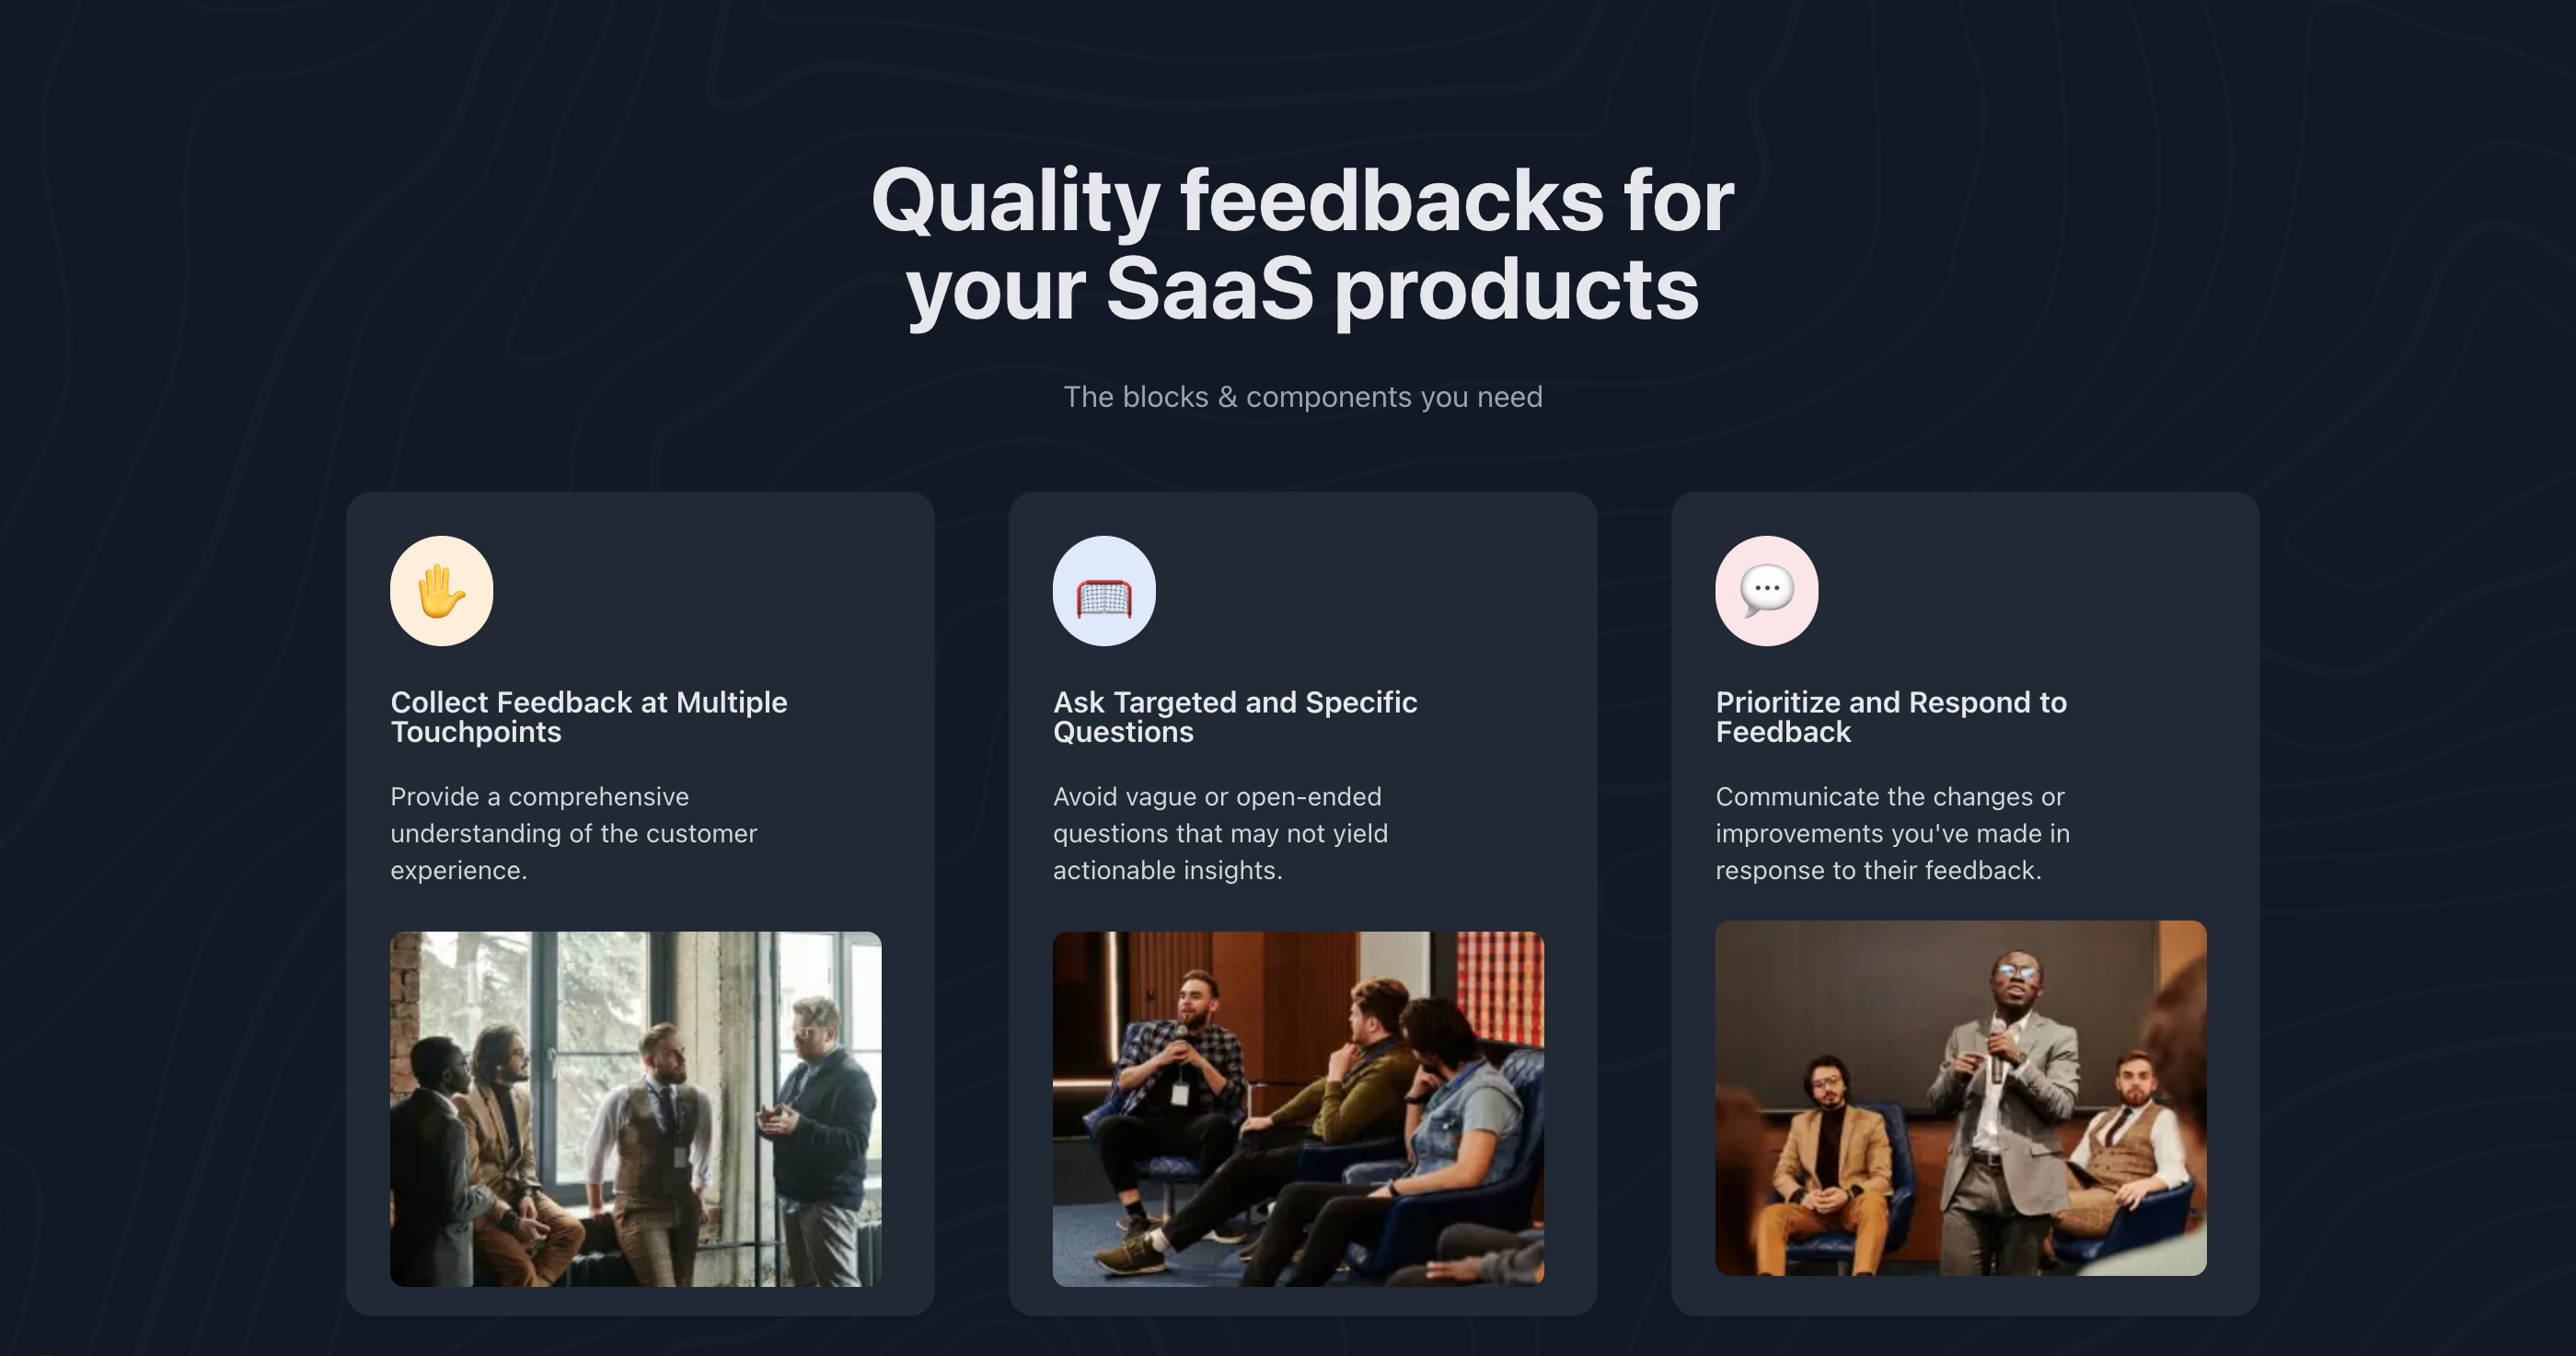 Quality feedbacks for
your SaaS products
The blocks & components you need
Collect Feedback at Multiple
Touchpoints
Provide a comprehensive
understanding of the customer
experience.
Ask Targeted and Specific
Questions
Avoid vague or open-ended
questions that may not yield
actionable insights.
Prioritize and Respond to
Feedback
Communicate the changes or
improvements you've made in
response to their feedback.